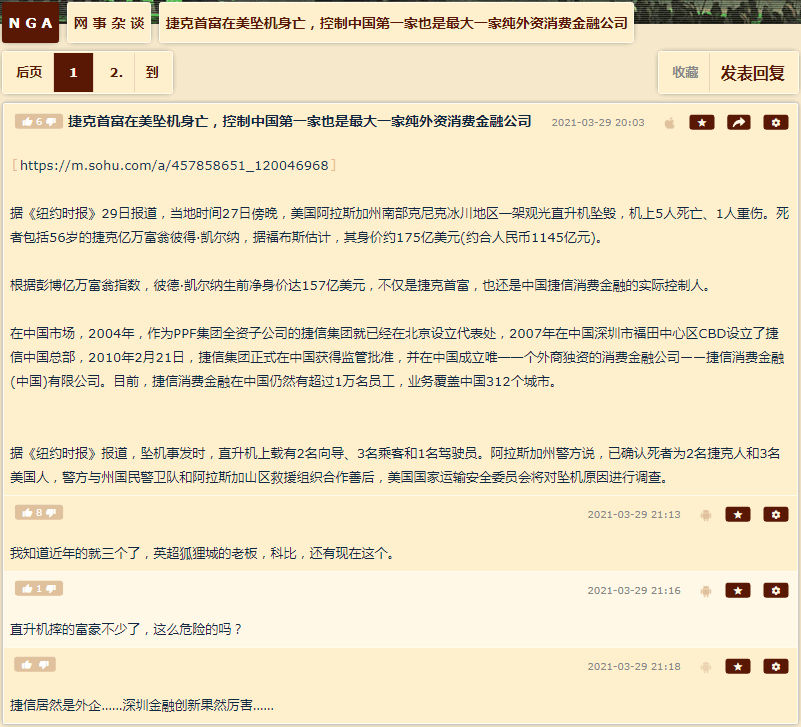 NGA 网事杂谈 捷克首富在美坠机身亡，控制中国第一家也是最大一家纯外资消费金融公司
后页 1 2. 到 收藏 发表回复
6 捷克首富在美坠机身亡，控制中国第一家也是最大一家纯外资消费金融公司 2021-03-29 20:03
[https://m.sohu.com/a/457858651_120046968]
据《纽约时报》29日报道，当地时间27日傍晚，美国阿拉斯加州南部克尼克冰川地区一架观光直升机坠毁，机上5人死亡、1人重伤。死
者包括56岁的捷克亿万富翁彼得·凯尔纳，据福布斯估计，其身价约175亿美元(约合人民币1145亿元)。
根据彭博亿万富翁指数，彼德·凯尔纳生前净身价达157亿美元，不仅是捷克首富，也还是中国捷信消费金融的实际控制人。
在中国市场，2004年，作为PPF集团全资子公司的捷信集团就已经在北京设立代表处，2007年在中国深圳市福田中心区CBD设立了捷
信中国总部，2010年2月21日，捷信集团正式在中国获得监管批准，并在中国成立唯一一个外商独资的消费金融公司——捷信消费金融
(中国)有限公司。目前，捷信消费金融在中国仍然有超过1万名员工，业务覆盖中国312个城市。
据《纽约时报》报道，坠机事发时，直升机上载有2名向导、3名乘客和1名驾驶员。阿拉斯加州警方说，已确认死者为2名捷克人和3名
美国人，警方与州国民警卫队和阿拉斯加山区救援组织合作善后，美国国家运输安全委员会将对坠机原因进行调查。
8 2021-03-29 21:13
我知道近年的就三个了，英超狐狸城的老板，科比，还有现在这个。
1 2021-03-29 21:16
直升机摔的富豪不少了，这么危险的吗？
2021-03-29 21:18
捷信居然是外企……深圳金融创新果然厉害……